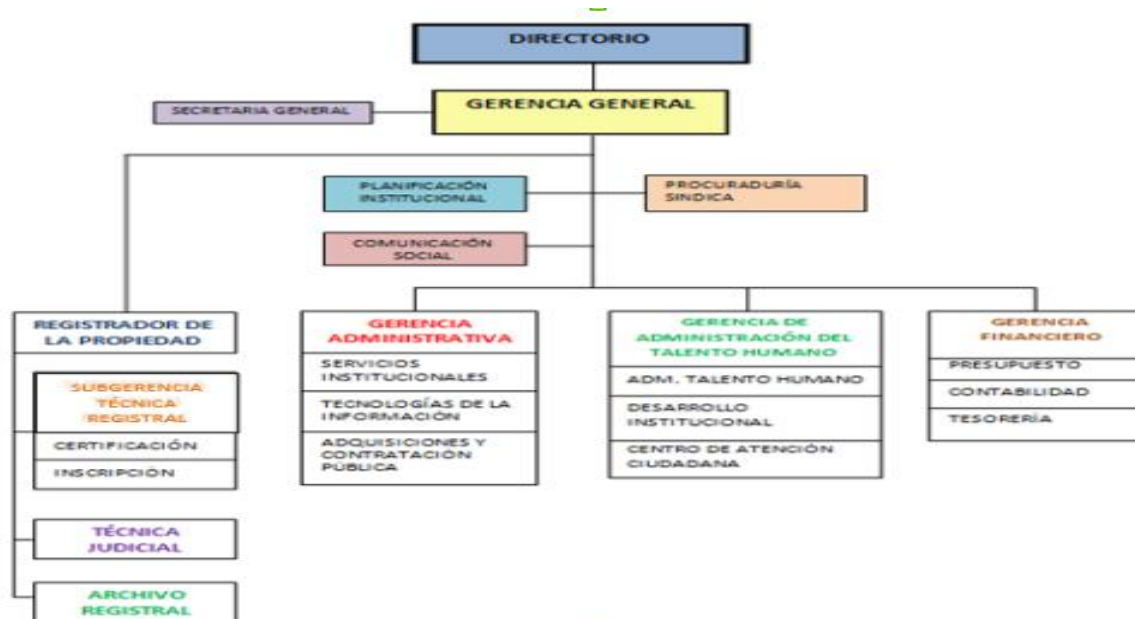 DIRECTORIO
GERENCIA GENERAL
SECRETARIA GENERAL
PLANIFICACIÓN
INSTITUCIONAL
PROCURADURÍA
SINDICA
COMUNICACIÓN
SOCIAL
REGISTRADOR DE
LA PROPIEDAD
SUBGERENCIA
TÉCNICA
REGISTRAL
CERTIFICACIÓN
INSCRIPCIÓN
TÉCNICA
JUDICIAL
ARCHIVO
REGISTRAL
GERENCIA
ADMINISTRATIVA
SERVICIOS
INSTITUCIONALES
TECNOLOGÍAS DE LA
INFORMACIÓN
ADQUISICIONES Y
CONTRATACIÓN
PÚBLICA
GERENCIA DE
ADMINISTRACIÓN DEL
TALENTO HUMANO
ADM. TALENTO HUMANO
DESARROLLO
INSTITUCIONAL
CENTRO DE ATENCIÓN
CIUDADANA
GERENCIA
FINANCIERO
PRESUPUESTO
CONTABILIDAD
TESORERÍA